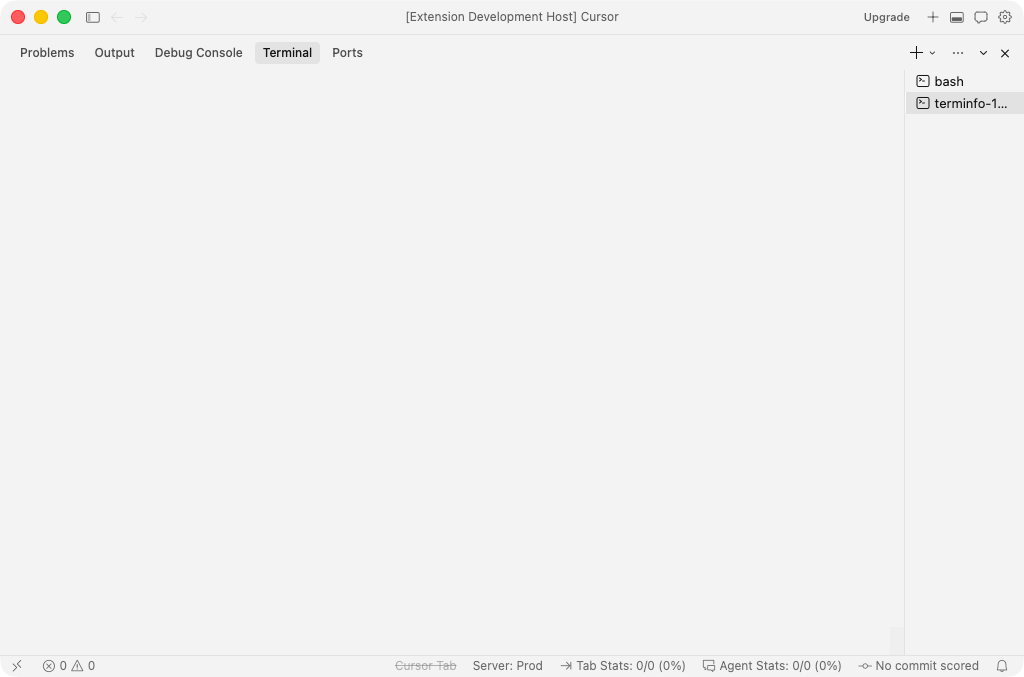 [Extension Development Host] Cursor
Upgrade
Problems Output Debug Console Terminal Ports
bash
terminfo-1...
0 0 Cursor Tab Server: Prod Tab Stats: 0/0 (0%) Agent Stats: 0/0 (0%) No commit scored